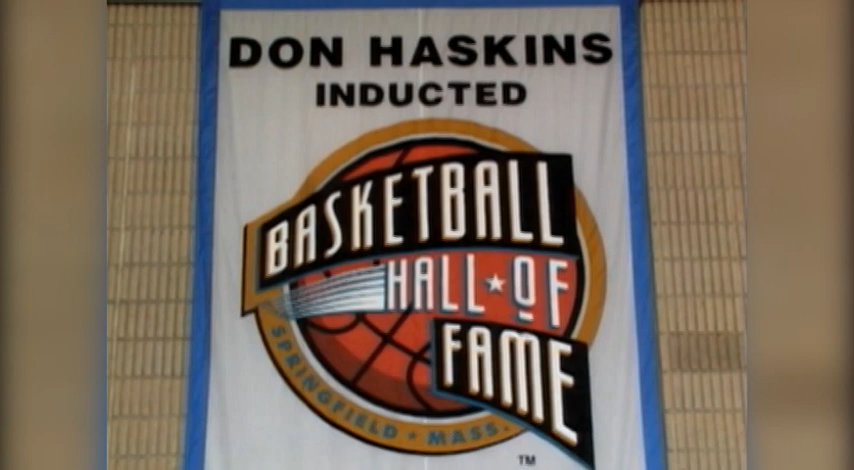 DON HASKINS
INDUCTED
BASKETBALL
HALL★OF
FAME
SPRINGFIELD • MASS.
TM